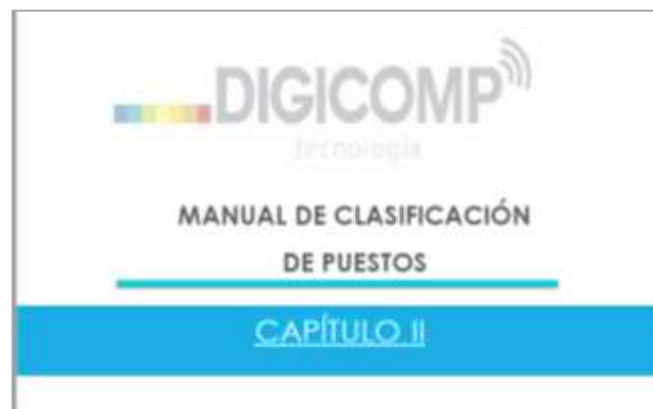 DIGICOMP
tecnología
MANUAL DE CLASIFICACIÓN
DE PUESTOS
CAPÍTULO II